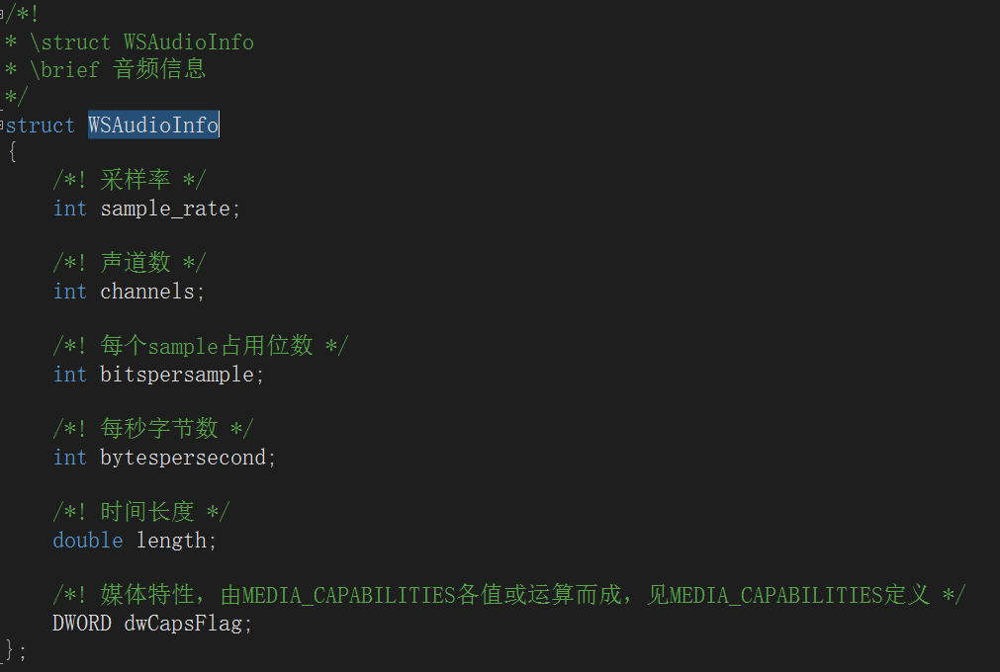 /*!
* \struct WSAudioInfo
* \brief 音频信息
*/
struct WSAudioInfo
{
/*! 采样率 */
int sample_rate;
/*! 声道数 */
int channels;
/*! 每个sample占用位数 */
int bitspersample;
/*! 每秒字节数 */
int bytespersecond;
/*! 时间长度 */
double length;
/*! 媒体特性，由MEDIA_CAPABILITIES各值或运算而成，见MEDIA_CAPABILITIES定义 */
DWORD dwCapsFlag;
};